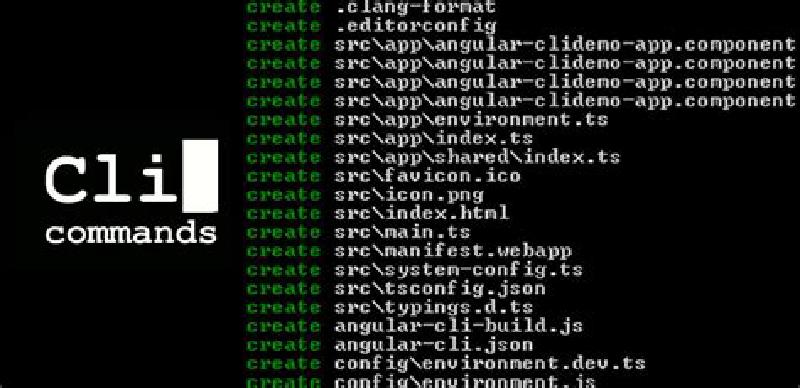 Cli
commands
create .clang-format
create .editorconfig
create src\app\angular-clidemo-app.component
create src\app\angular-clidemo-app.component
create src\app\angular-clidemo-app.component
create src\app\angular-clidemo-app.component
create src\app\environment.ts
create src\app\index.ts
create src\app\shared\index.ts
create src\favicon.ico
create src\icon.png
create src\index.html
create src\main.ts
create src\manifest.webapp
create src\system-config.ts
create src\tsconfig.json
create src\typings.d.ts
create angular-cli-build.js
create angular-cli.json
create config\environment.dev.ts
create config\environment.js